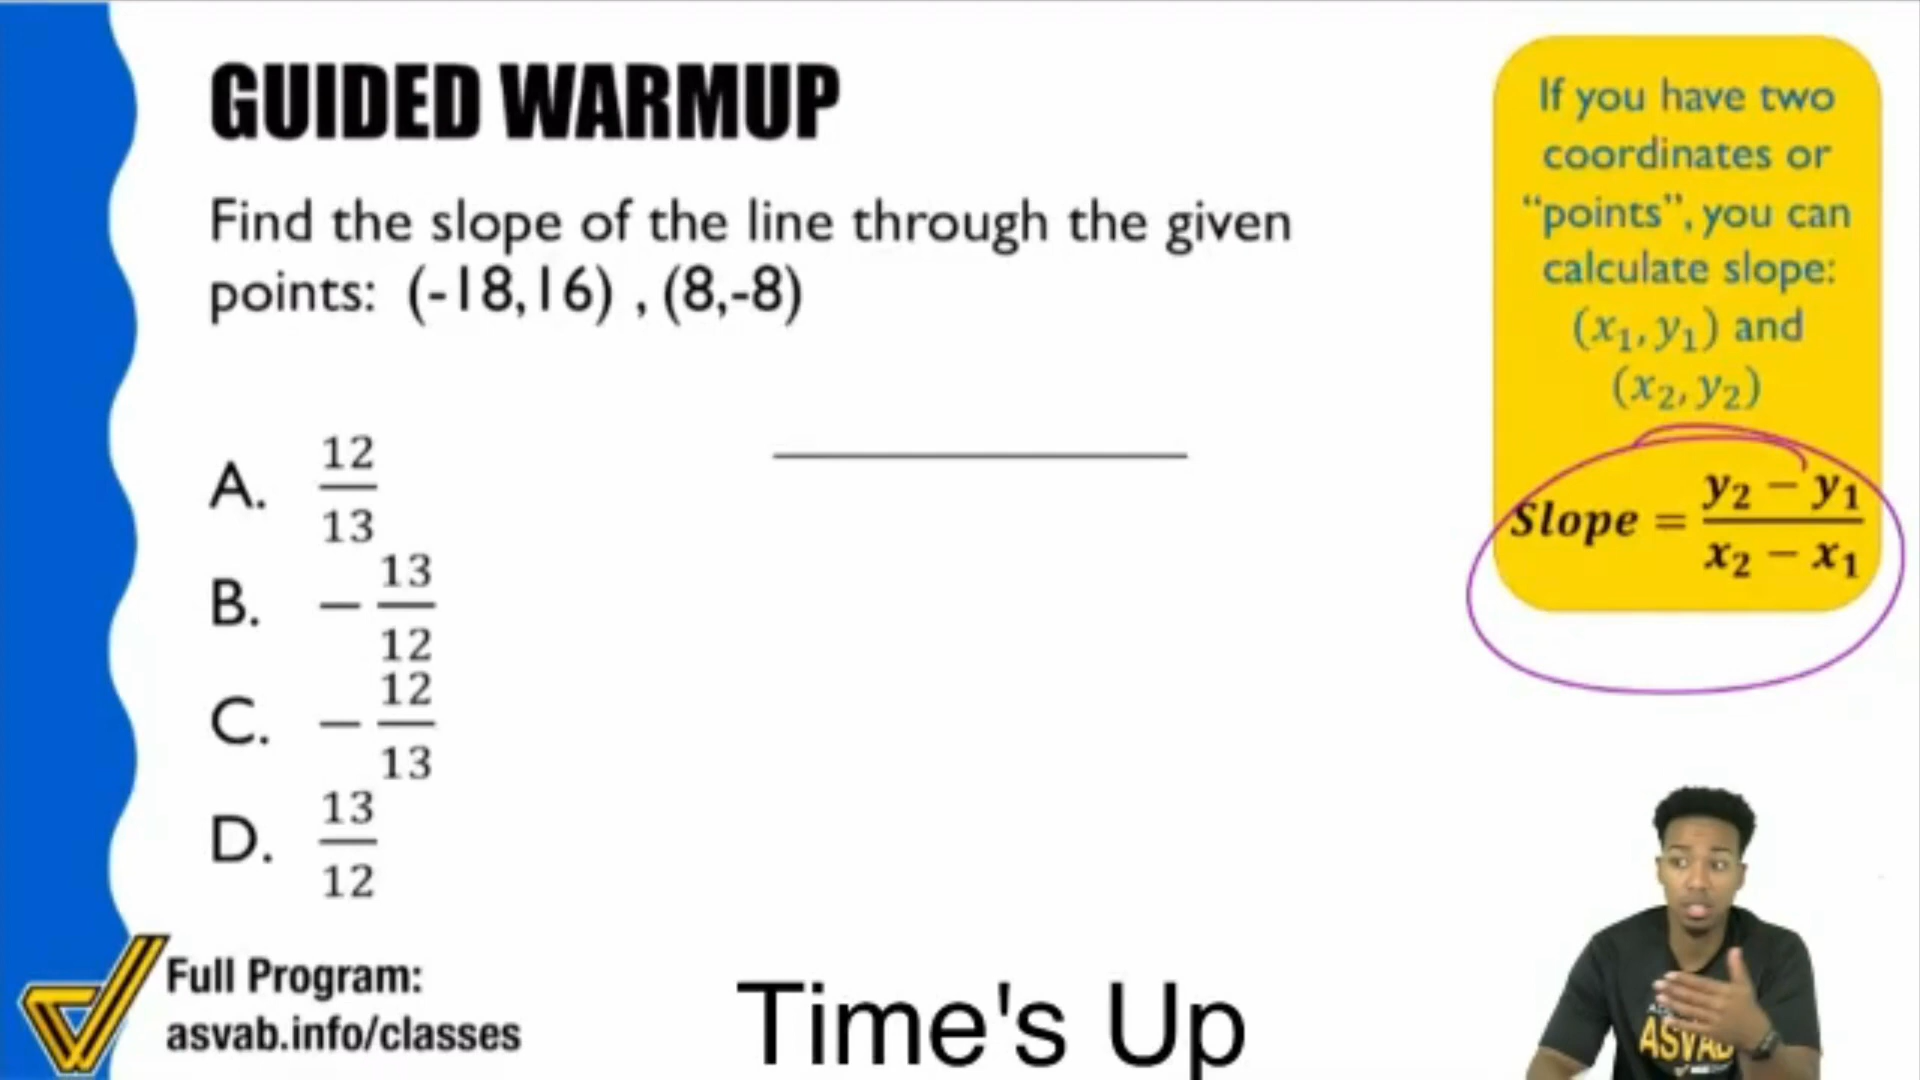 GUIDED WARMUP
Find the slope of the line through the given
points: (-18,16) , (8,-8)
A. 12/13
B. −13/12
C. −12/13
D. 13/12
If you have two
coordinates or
“points”, you can
calculate slope:
(x₁, y₁) and
(x₂, y₂)
Slope = y₂ − y₁ / x₂ − x₁
Full Program:
asvab.info/classes
Time's Up
ASVAB